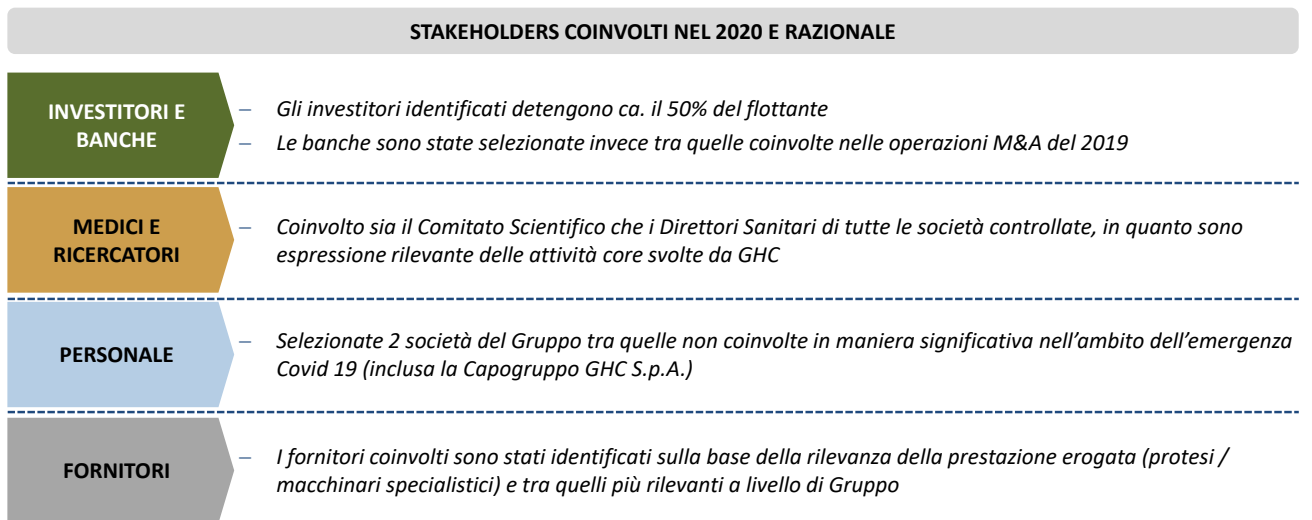 STAKEHOLDERS COINVOLTI NEL 2020 E RAZIONALE
INVESTITORI E
BANCHE
– Gli investitori identificati detengono ca. il 50% del flottante
– Le banche sono state selezionate invece tra quelle coinvolte nelle operazioni M&A del 2019
MEDICI E
RICERCATORI
– Coinvolto sia il Comitato Scientifico che i Direttori Sanitari di tutte le società controllate, in quanto sono
espressione rilevante delle attività core svolte da GHC
PERSONALE
– Selezionate 2 società del Gruppo tra quelle non coinvolte in maniera significativa nell’ambito dell’emergenza
Covid 19 (inclusa la Capogruppo GHC S.p.A.)
FORNITORI
– I fornitori coinvolti sono stati identificati sulla base della rilevanza della prestazione erogata (protesi /
macchinari specialistici) e tra quelli più rilevanti a livello di Gruppo